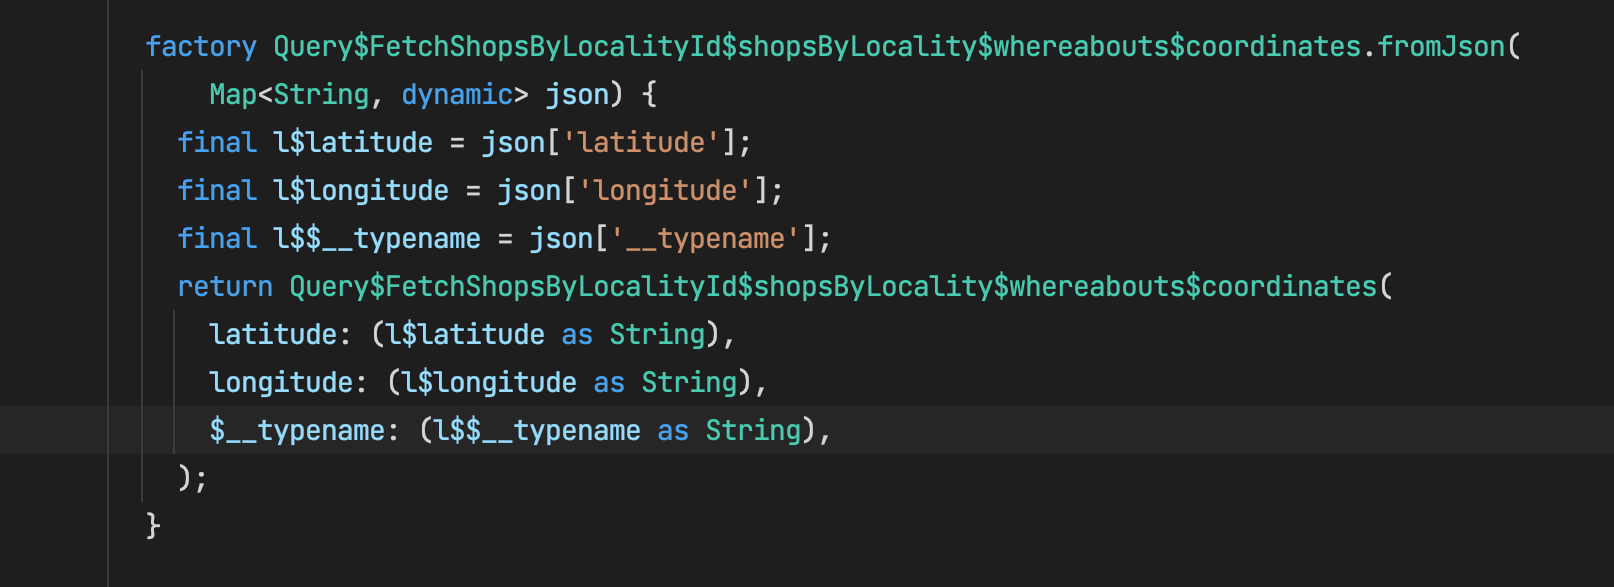 factory Query$FetchShopsByLocalityId$shopsByLocality$whereabouts$coordinates.fromJson(
Map<String, dynamic> json) {
final l$latitude = json['latitude'];
final l$longitude = json['longitude'];
final l$$__typename = json['__typename'];
return Query$FetchShopsByLocalityId$shopsByLocality$whereabouts$coordinates(
latitude: (l$latitude as String),
longitude: (l$longitude as String),
$__typename: (l$$__typename as String),
);
}